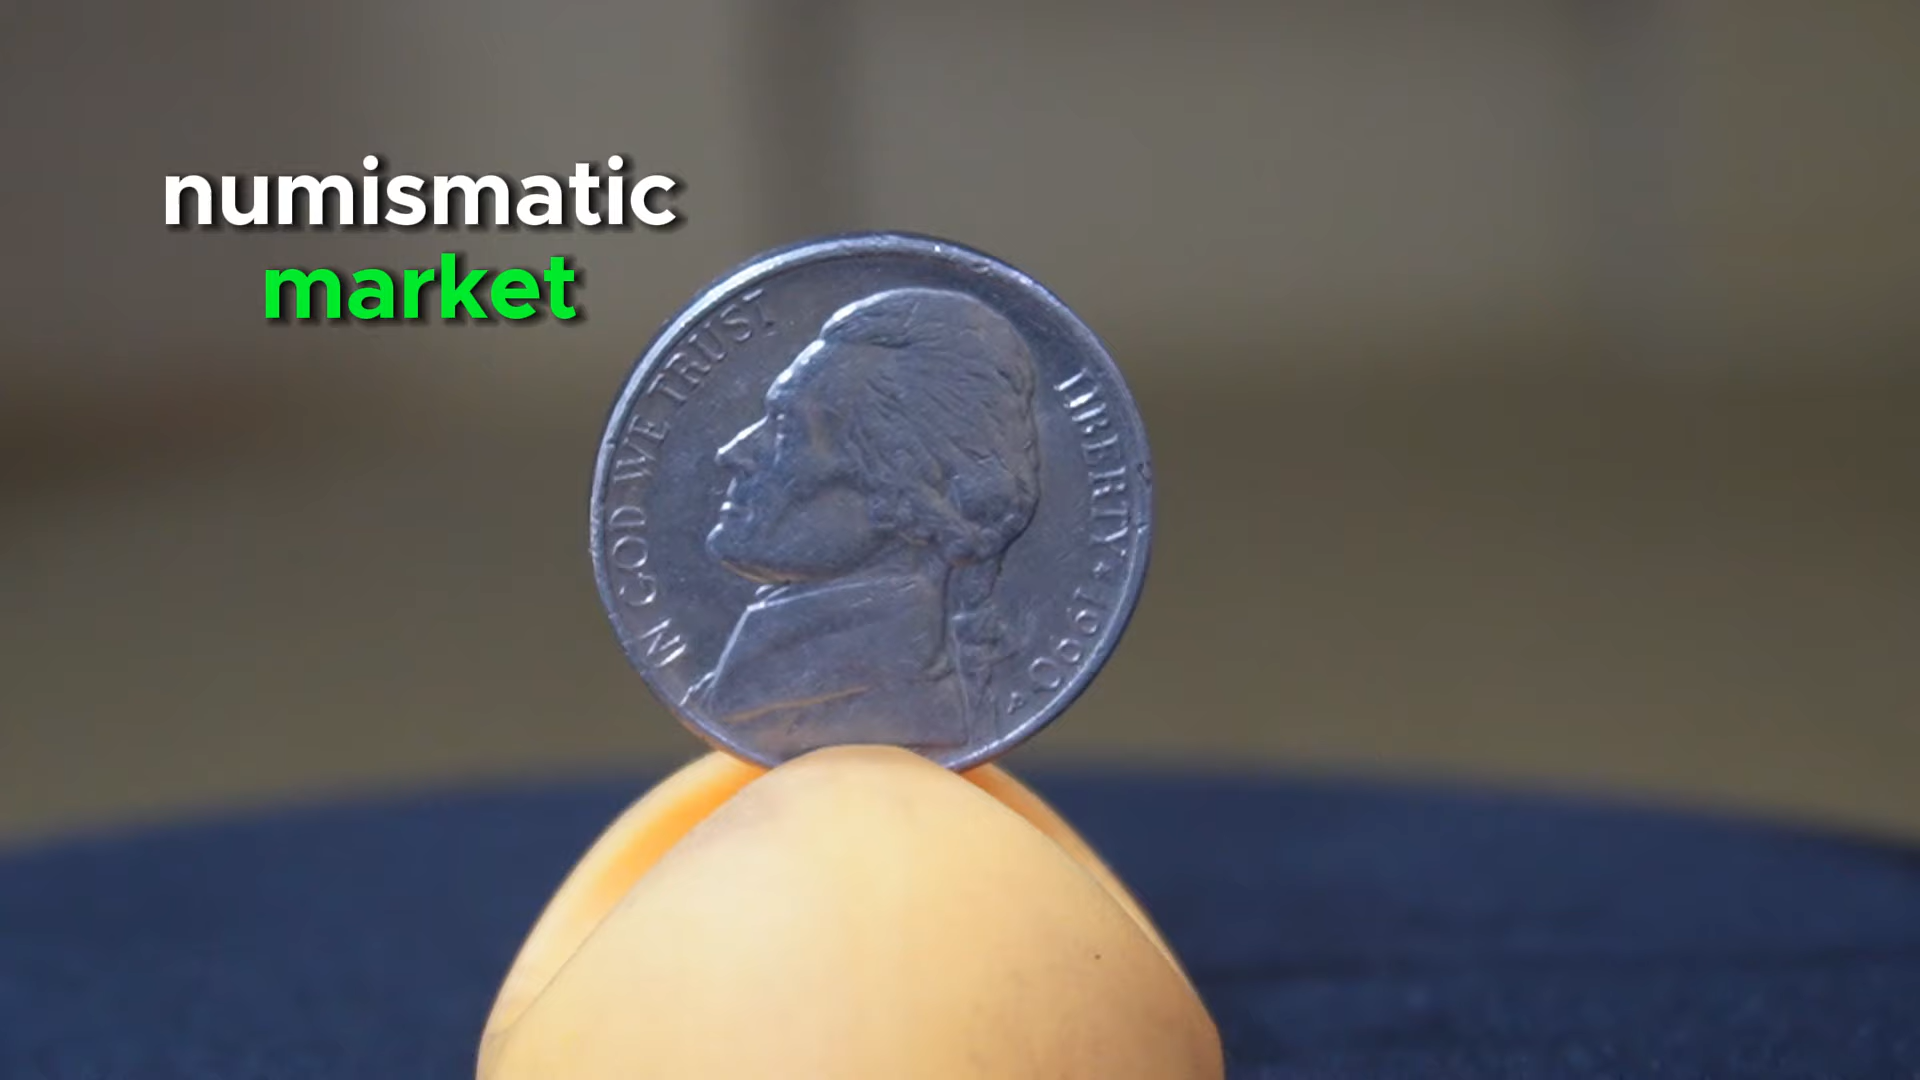 numismatic
market
IN GOD WE TRUST
LIBERTY ★ 1990
P